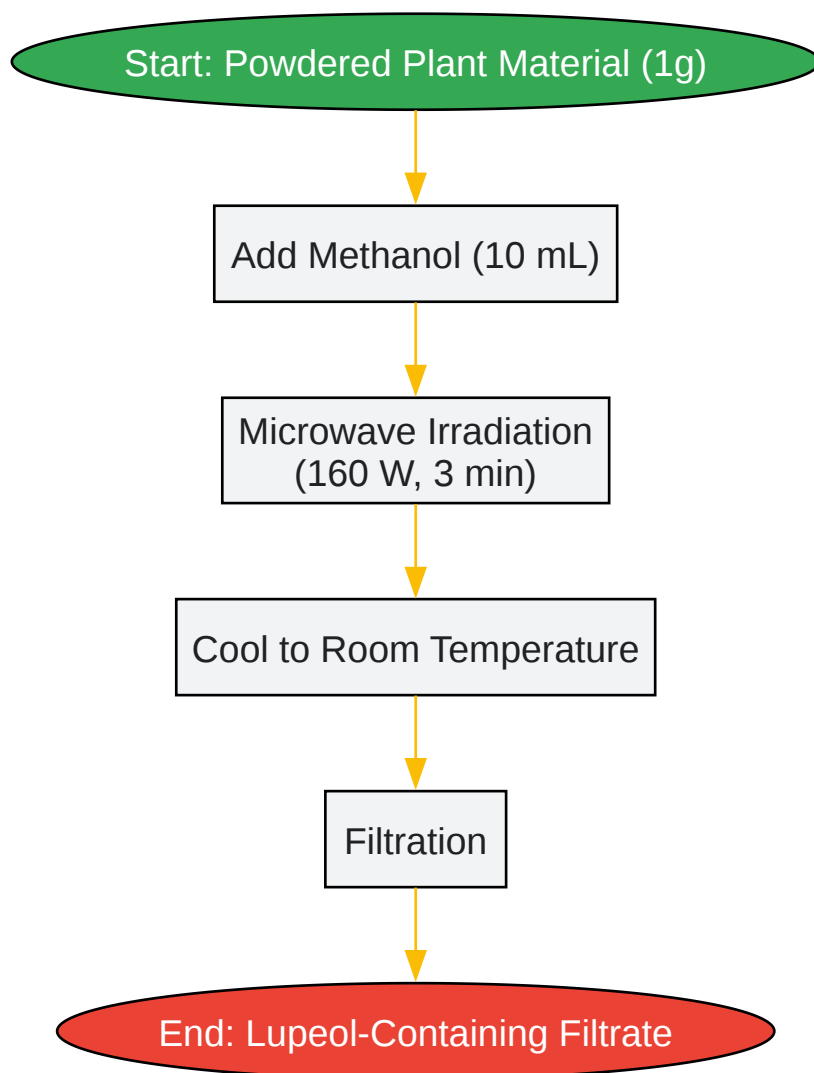 Start: Powdered Plant Material (1g)
Add Methanol (10 mL)
Microwave Irradiation
(160 W, 3 min)
Cool to Room Temperature
Filtration
End: Lupeol-Containing Filtrate